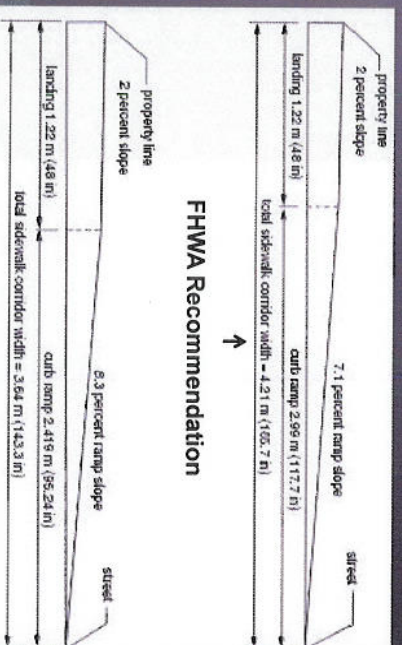 property line
2 percent slope
7.1 percent ramp slope
street
landing 1.22 m (48 in)
curb ramp 2.99 m (117.7 in)
total sidewalk corridor width = 4.21 m (165.7 in)
FHWA Recommendation
property line
2 percent slope
8.3 percent ramp slope
street
landing 1.22 m (48 in)
curb ramp 2.419 m (95.24 in)
total sidewalk corridor width = 3.64 m (143.3 in)